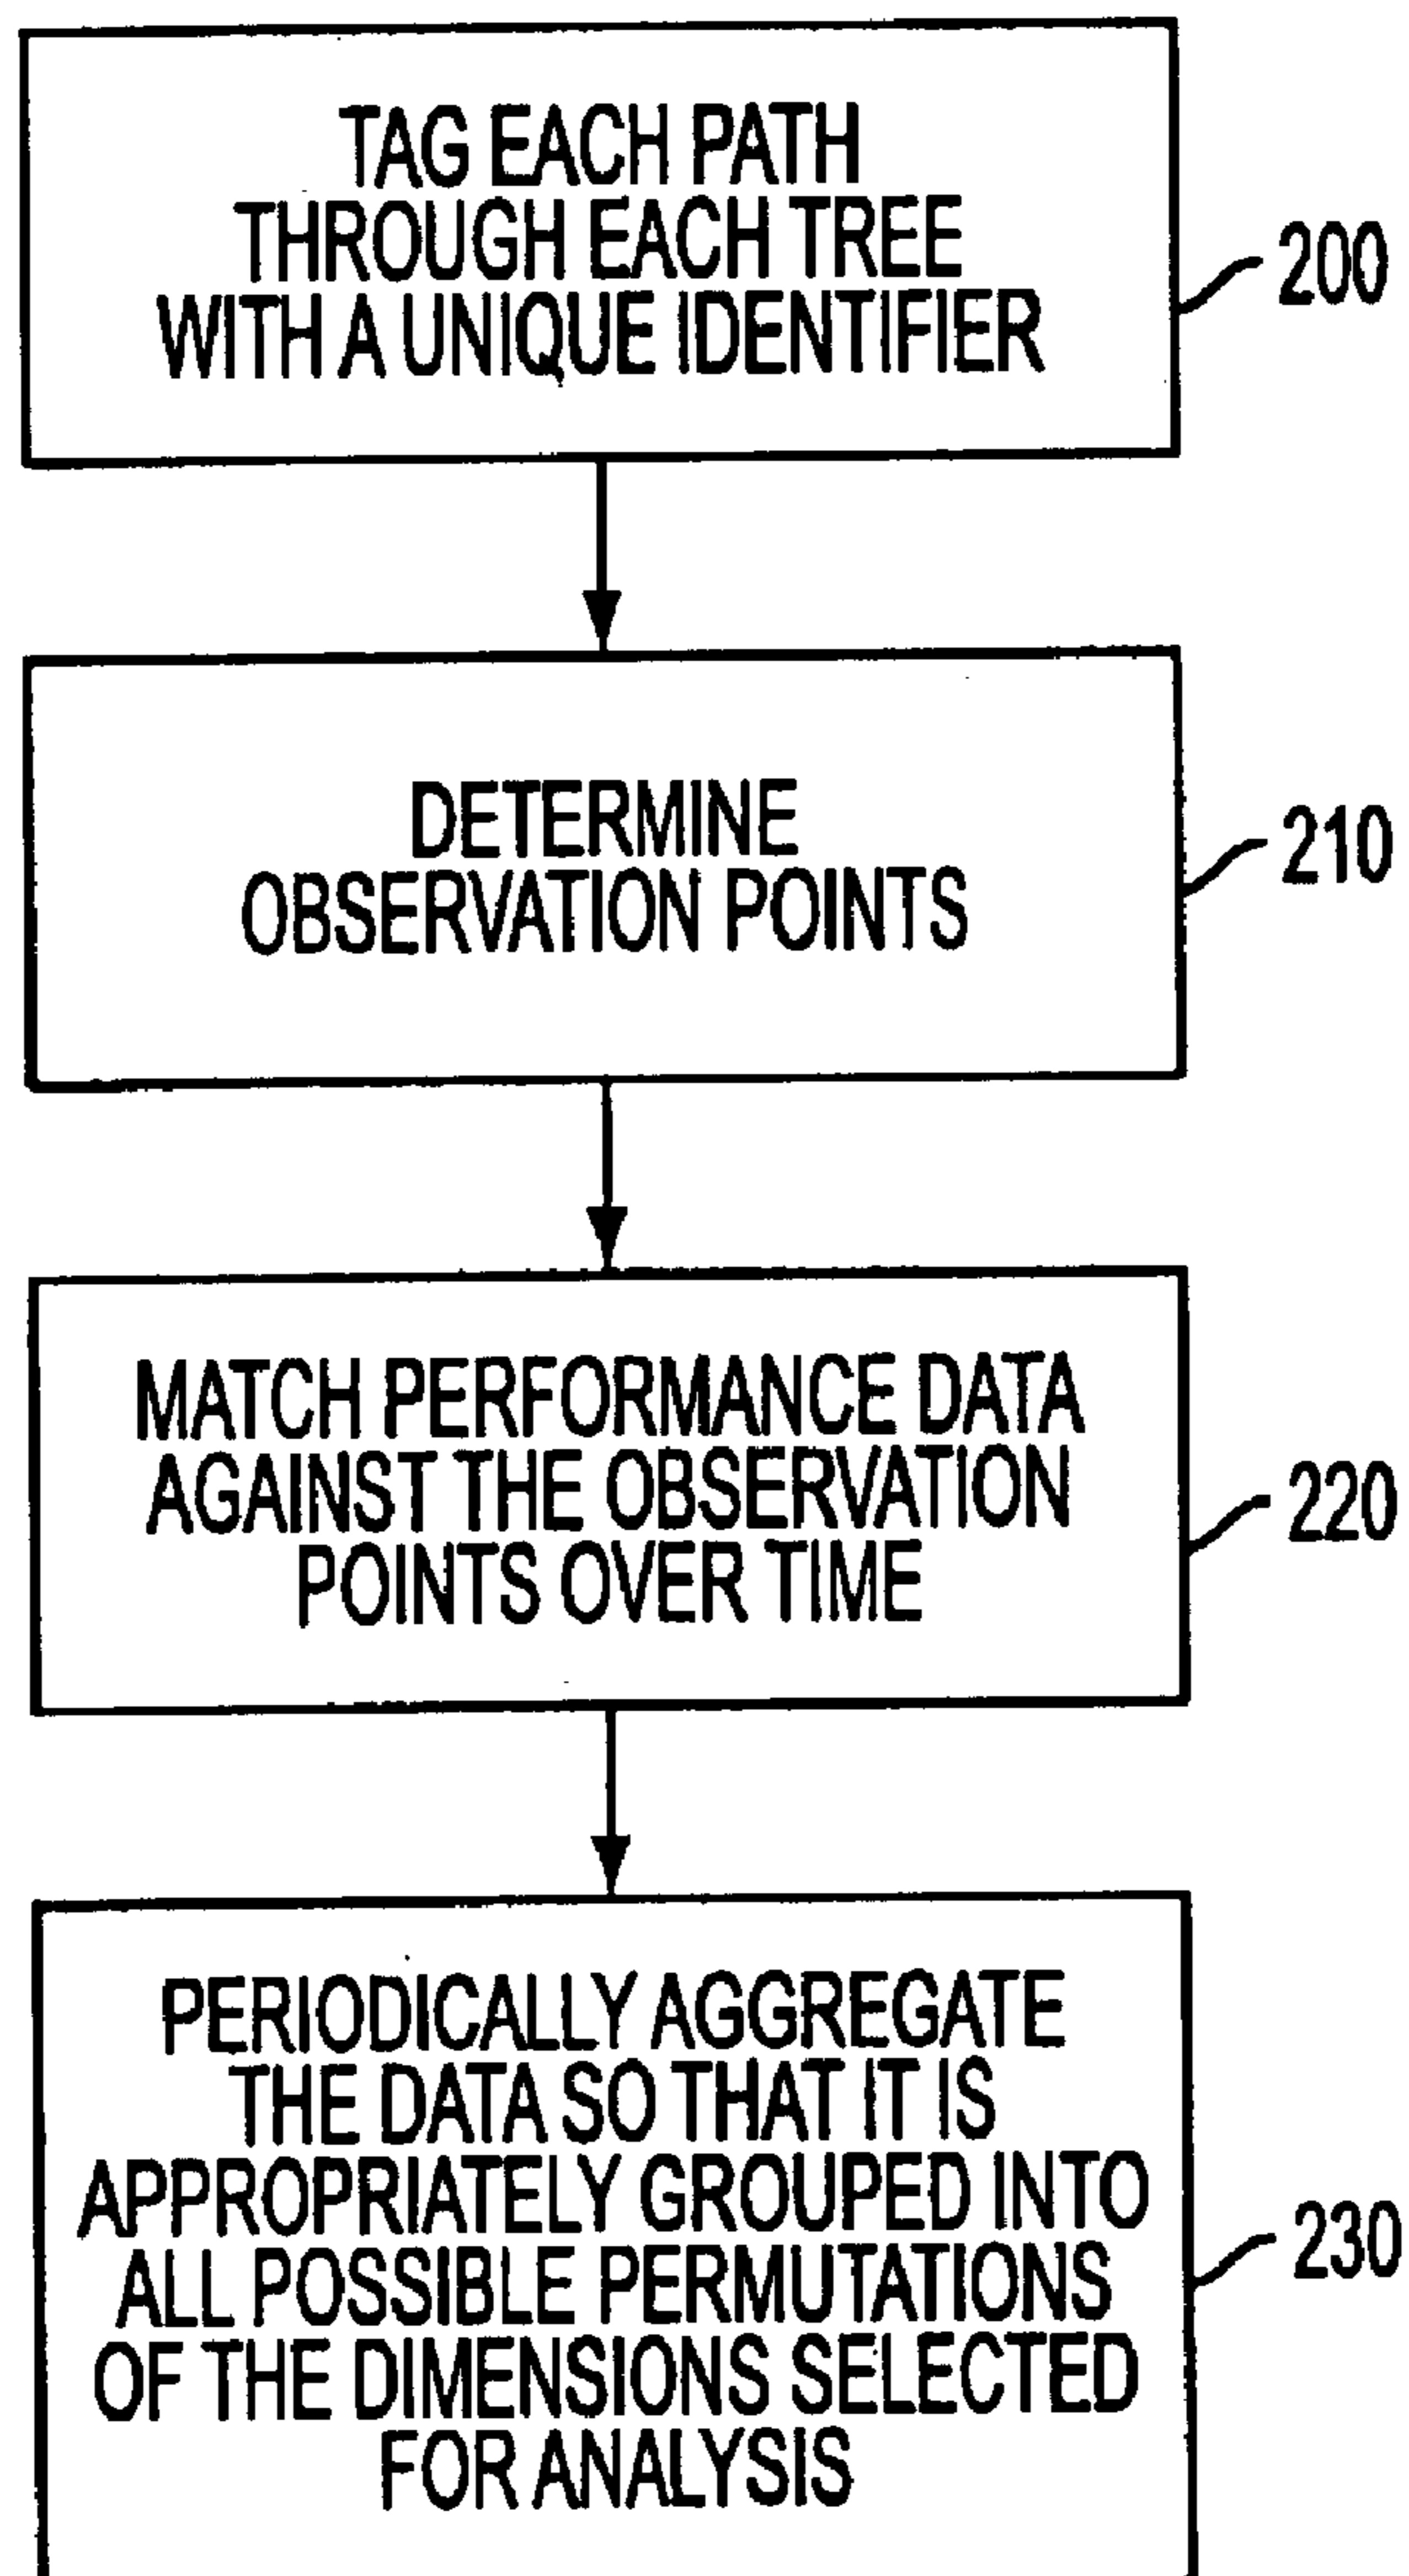 TAG EACH PATH
THROUGH EACH TREE
WITH A UNIQUE IDENTIFIER
200
DETERMINE
OBSERVATION POINTS
210
MATCH PERFORMANCE DATA
AGAINST THE OBSERVATION
POINTS OVER TIME
220
PERIODICALLY AGGREGATE
THE DATA SO THAT IT IS
APPROPRIATELY GROUPED INTO
ALL POSSIBLE PERMUTATIONS
OF THE DIMENSIONS SELECTED
FOR ANALYSIS
230